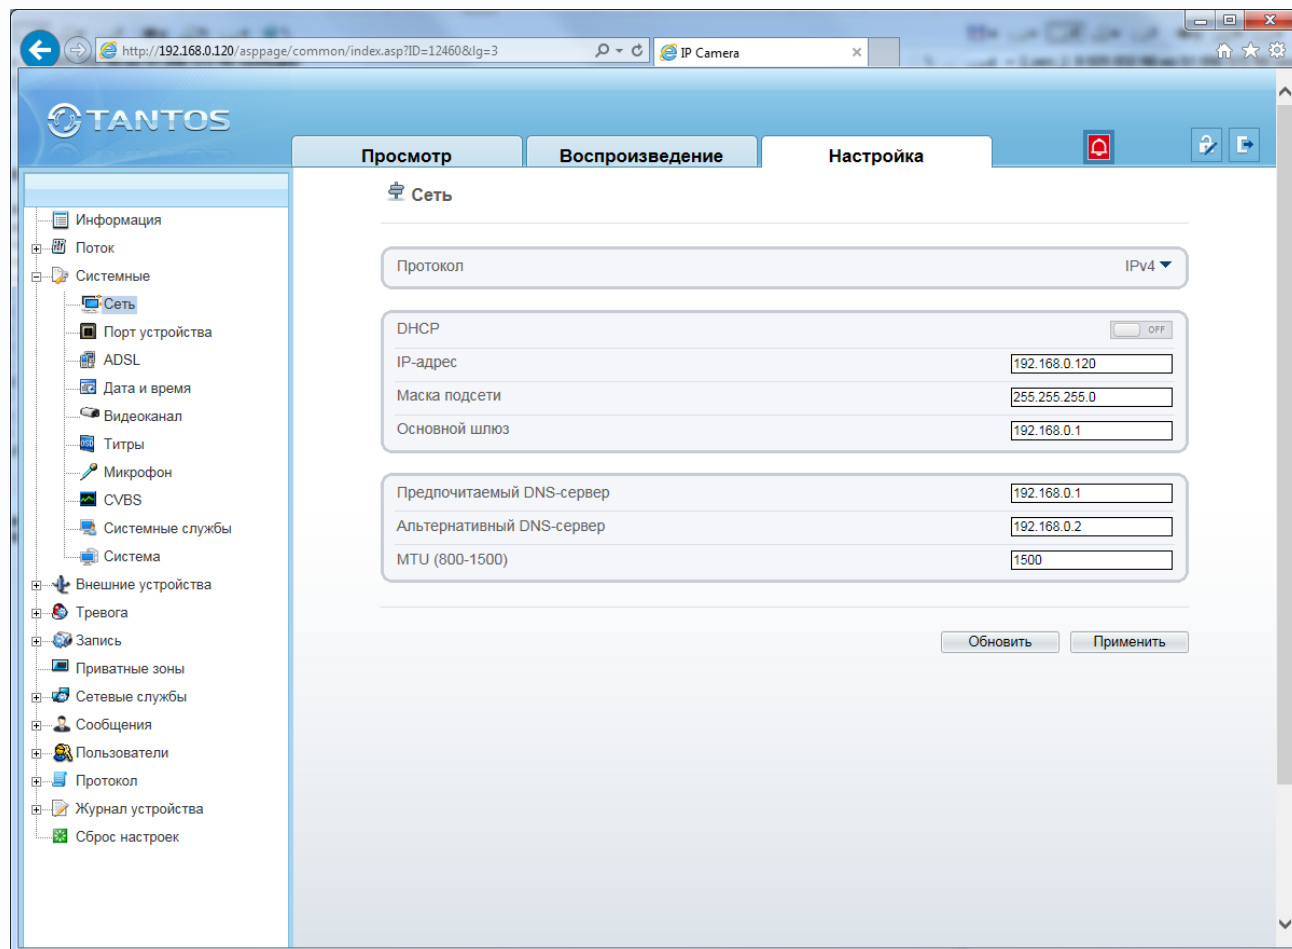 http://192.168.0.120/asppage/common/index.asp?ID=12460&lg=3
IP Camera
TANTOS
Просмотр
Воспроизведение
Настройка
Сеть
Информация
Поток
Системные
Сеть
Порт устройства
ADSL
Дата и время
Видеоканал
Титры
Микрофон
CVBS
Системные службы
Система
Внешние устройства
Тревога
Запись
Приватные зоны
Сетевые службы
Сообщения
Пользователи
Протокол
Журнал устройства
Сброс настроек
Протокол IPv4
DHCP OFF
IP-адрес 192.168.0.120
Маска подсети 255.255.255.0
Основной шлюз 192.168.0.1
Предпочитаемый DNS-сервер 192.168.0.1
Альтернативный DNS-сервер 192.168.0.2
MTU (800-1500) 1500
Обновить Применить